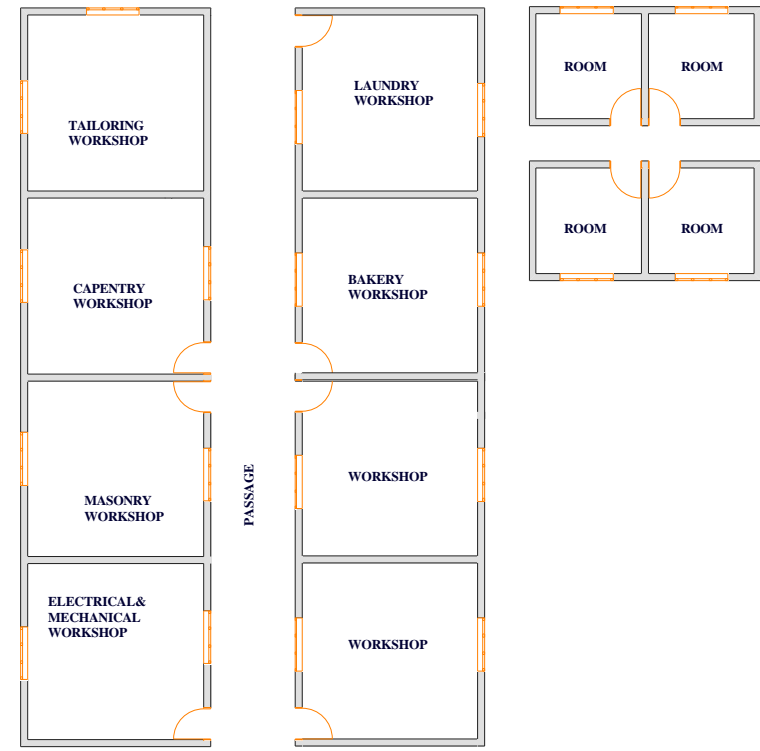 TAILORING
WORKSHOP
CAPENTRY
WORKSHOP
MASONRY
WORKSHOP
ELECTRICAL&
MECHANICAL
WORKSHOP
PASSAGE
LAUNDRY
WORKSHOP
BAKERY
WORKSHOP
WORKSHOP
WORKSHOP
ROOM
ROOM
ROOM
ROOM